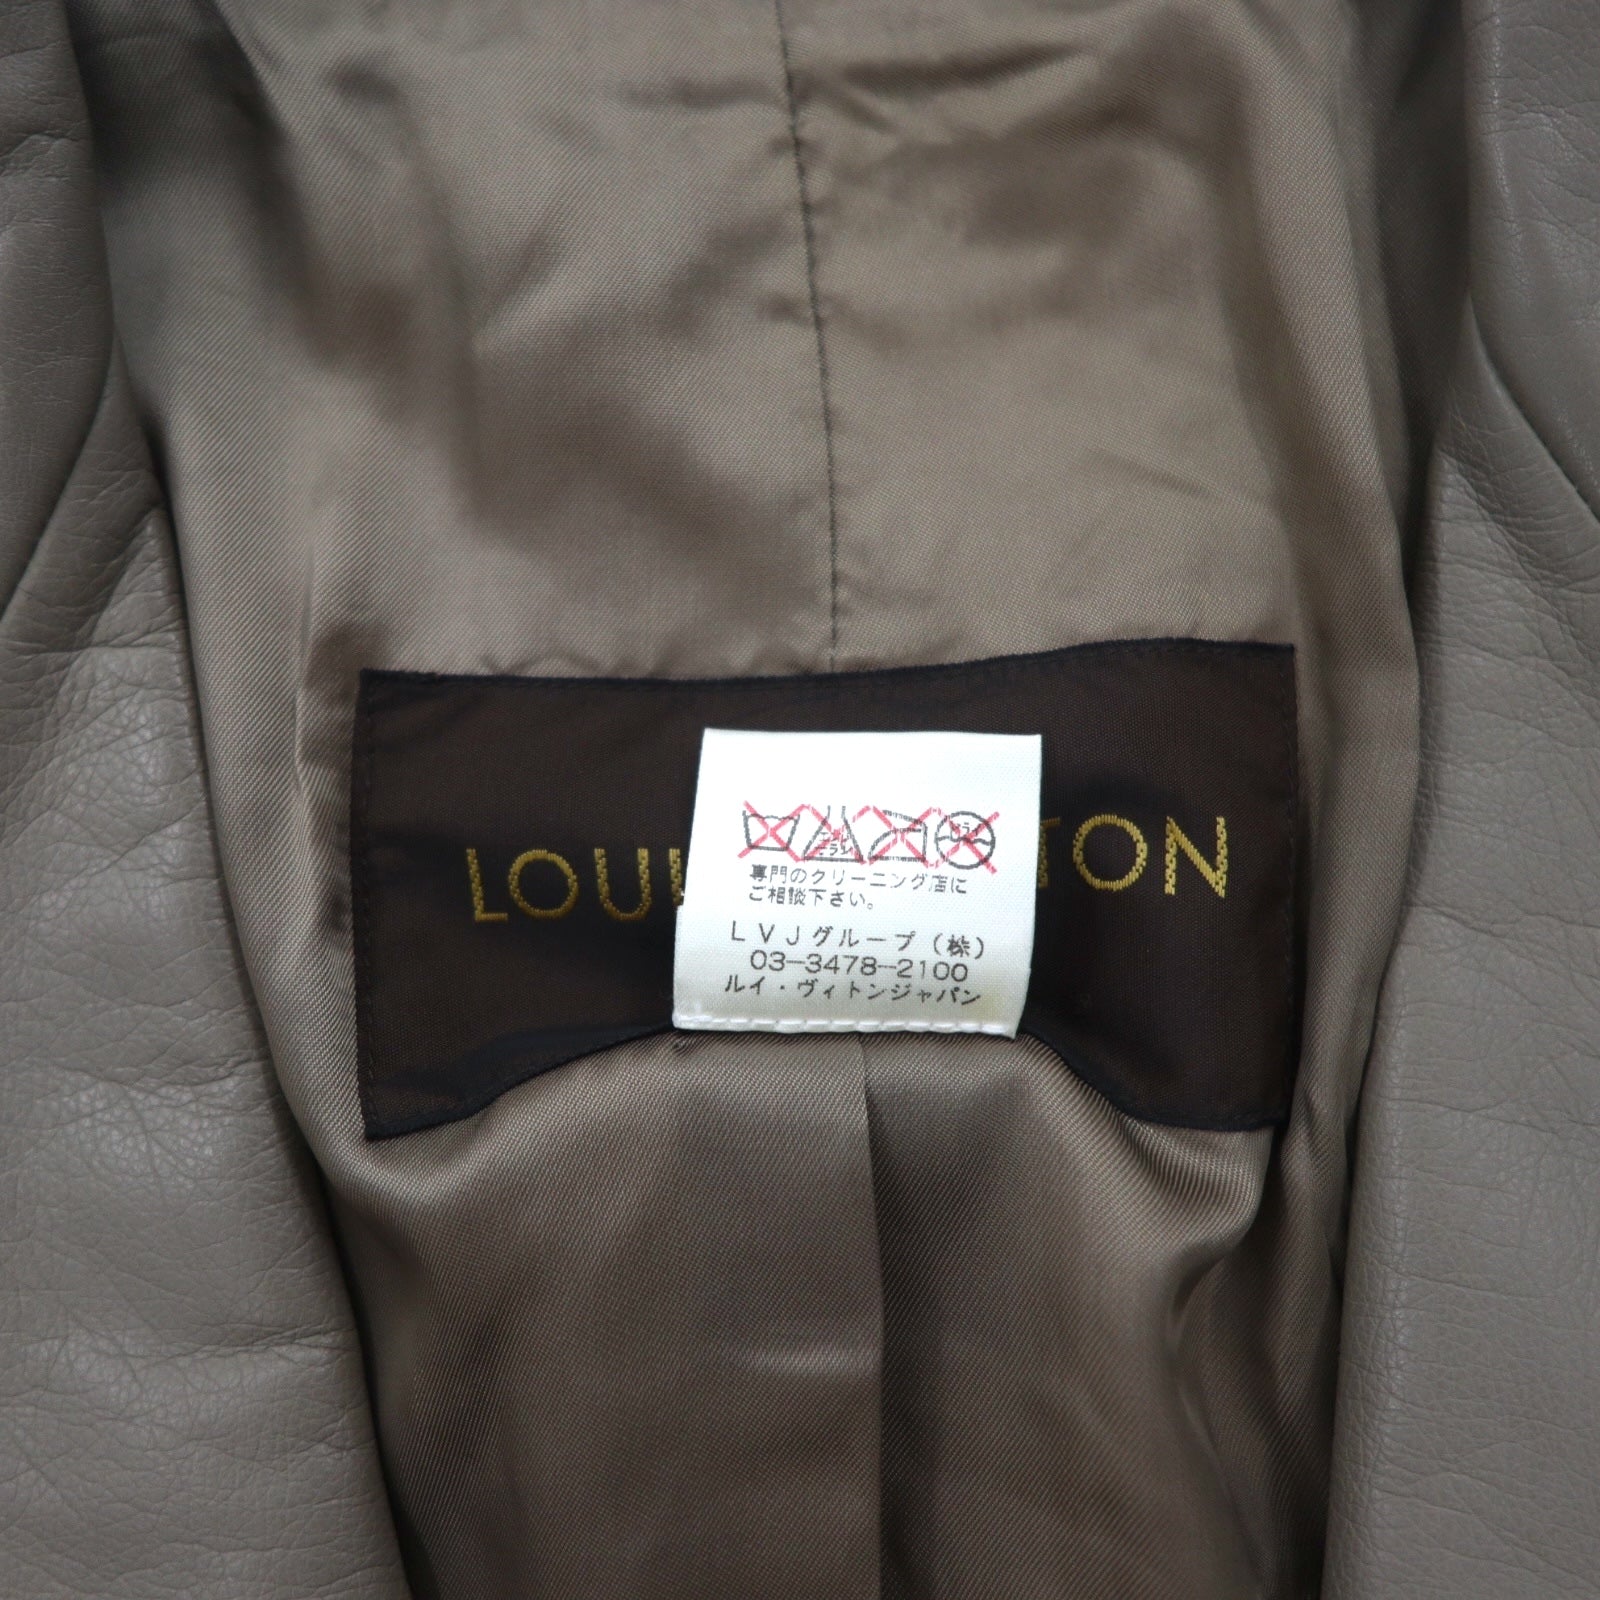 LOUI TON
専門のクリーニング店に
ご相談下さい。
LVJグループ(株)
03-3478-2100
ルイ・ヴィトンジャパン